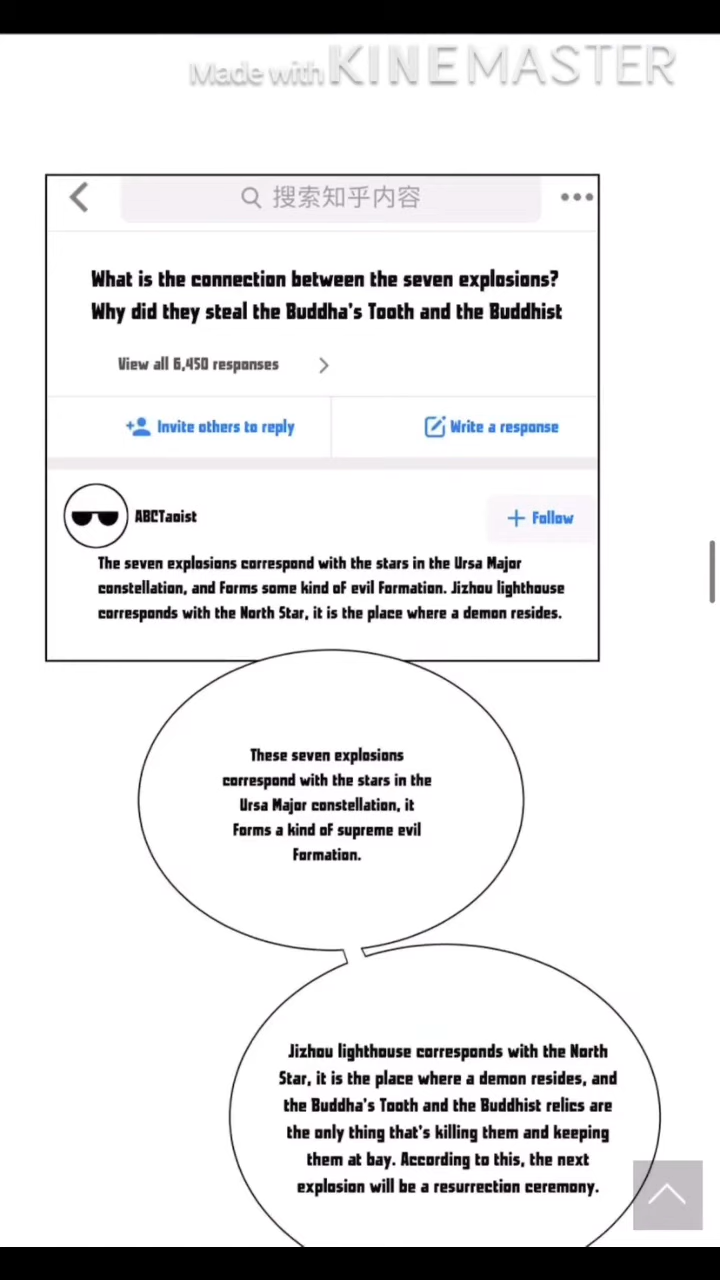 Made with KINEMASTER
搜索知乎内容
What is the connection between the seven explosions?
Why did they steal the Buddha's Tooth and the Buddhist
View all 6,450 responses
Invite others to reply
Write a response
ABCTaoist
+ Follow
The seven explosions correspond with the stars in the Ursa Major
constellation, and Forms some kind of evil Formation. Jizhou lighthouse
corresponds with the North Star, it is the place where a demon resides.
These seven explosions
correspond with the stars in the
Ursa Major constellation, it
Forms a kind of supreme evil
Formation.
Jizhou lighthouse corresponds with the North
Star, it is the place where a demon resides, and
the Buddha's Tooth and the Buddhist relics are
the only thing that's killing them and keeping
them at bay. According to this, the next
explosion will be a resurrection ceremony.